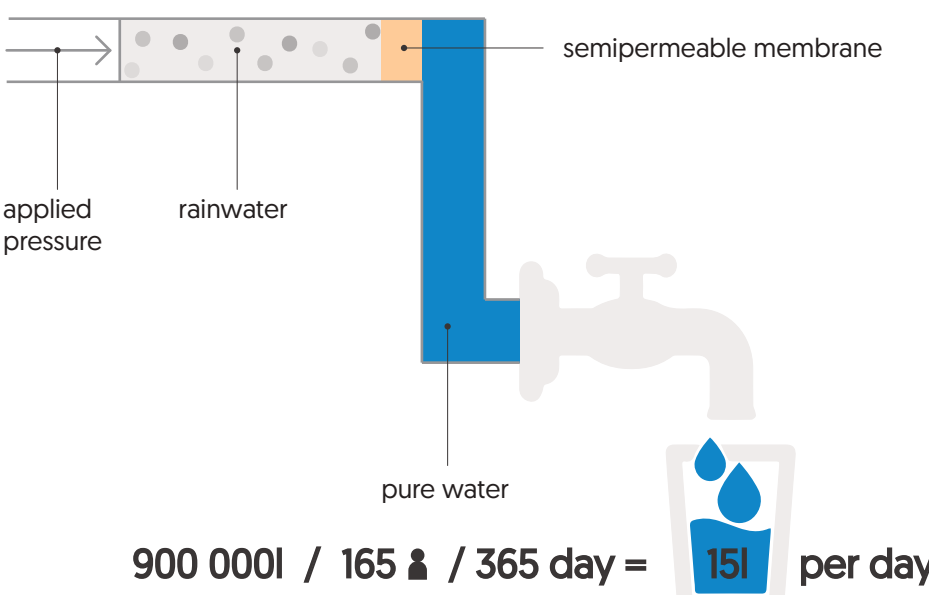 semipermeable membrane
applied
pressure
rainwater
pure water
900 000l / 165 / 365 day = 15l per day